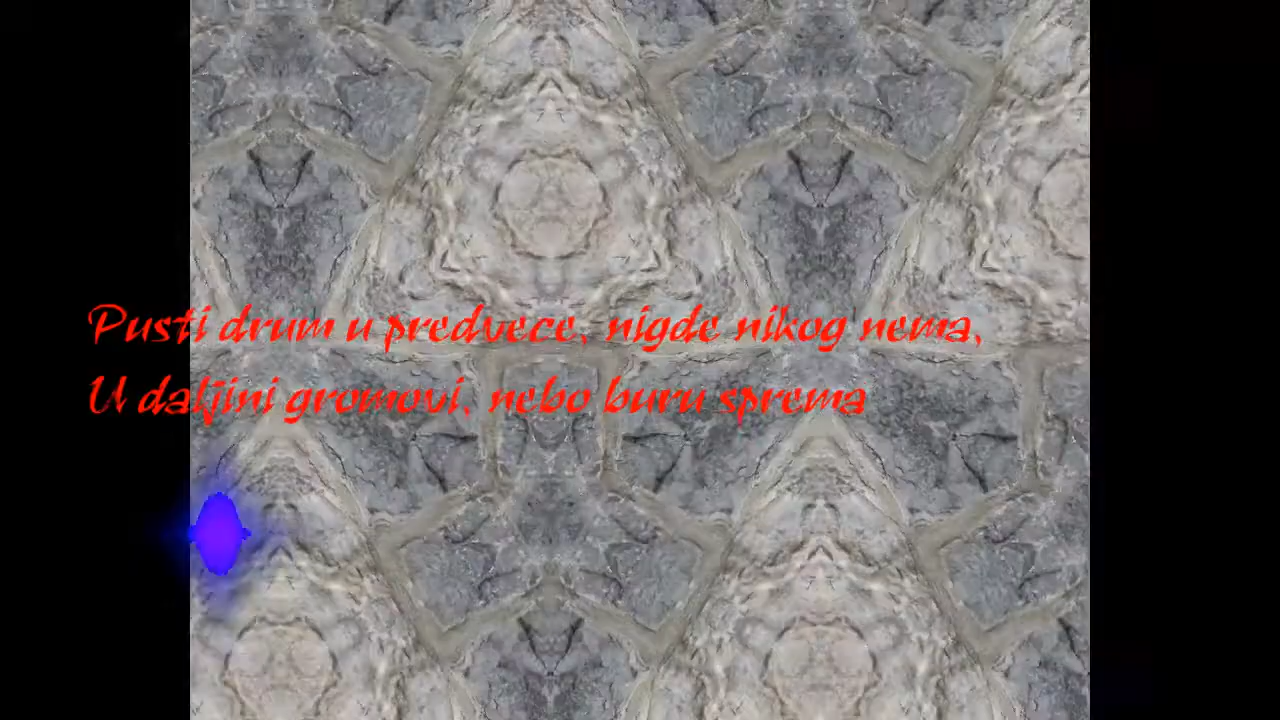 Pusti drum u predvece, nigde nikog nema,
U daljini gromovi, nebo buru sprema